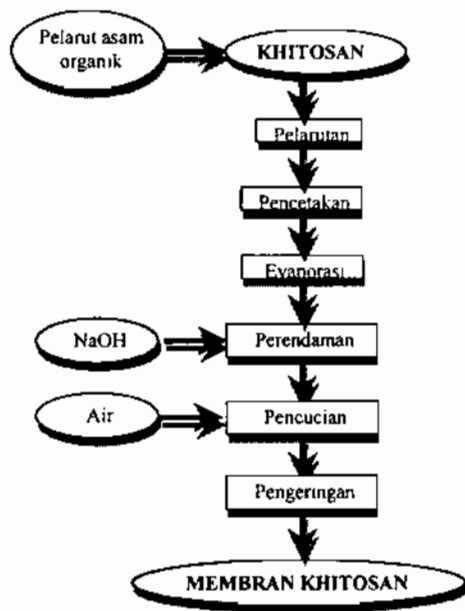 Pelarut asam
organik
KHITOSAN
Pelarutan
Pencetakan
Evaporasi
NaOH
Perendaman
Air
Pencucian
Pengeringan
MEMBRAN KHITOSAN